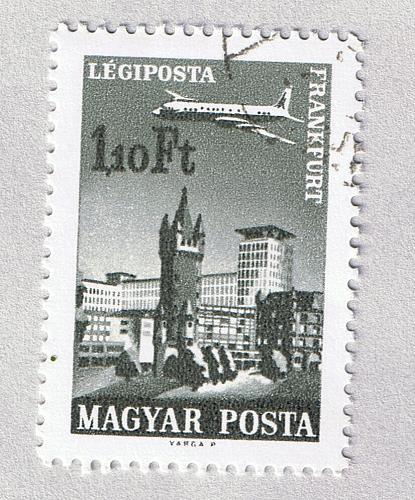 LÉGIPOSTA
FRANKFURT
1,10 Ft
MAGYAR POSTA
VARGA P.